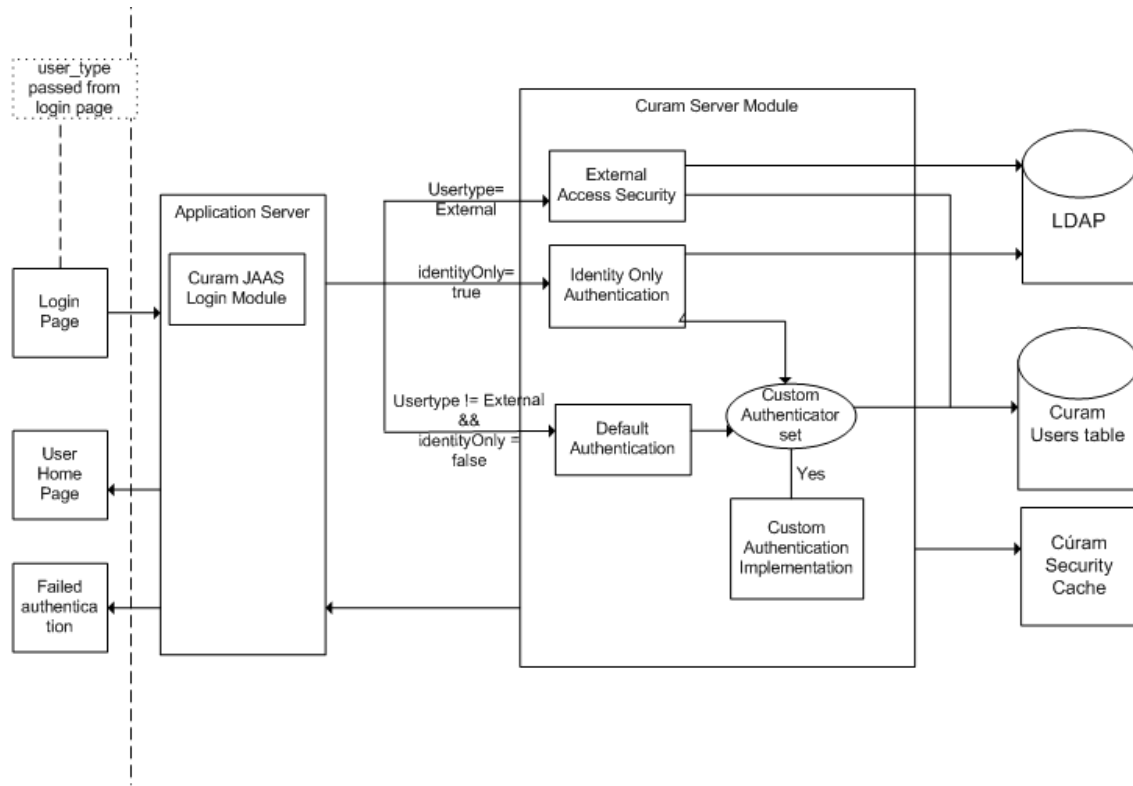 user_type
passed from
login page
Curam Server Module
External
Access Security
Usertype=
External
LDAP
Application Server
Curam JAAS
Login Module
identityOnly=
true
Identity Only
Authentication
Login
Page
Usertype != External
&&
identityOnly =
false
Default
Authentication
Custom
Authenticator
set
Curam
Users table
User
Home
Page
Yes
Custom
Authentication
Implementation
Cúram
Security
Cache
Failed
authentica
tion